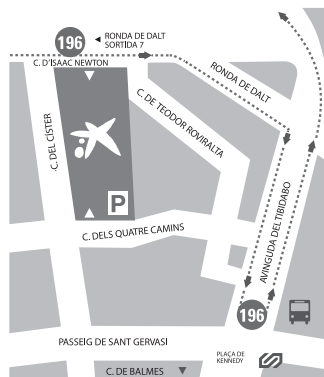 196
RONDA DE DALT
SORTIDA 7
C. D'ISAAC NEWTON
RONDA DE DALT
C. DE TEODOR ROVIRALTA
C. DEL CÍSTER
P
AVINGUDA DEL TIBIDABO
C. DELS QUATRE CAMINS
196
PASSEIG DE SANT GERVASI
PLAÇA DE
KENNEDY
C. DE BALMES